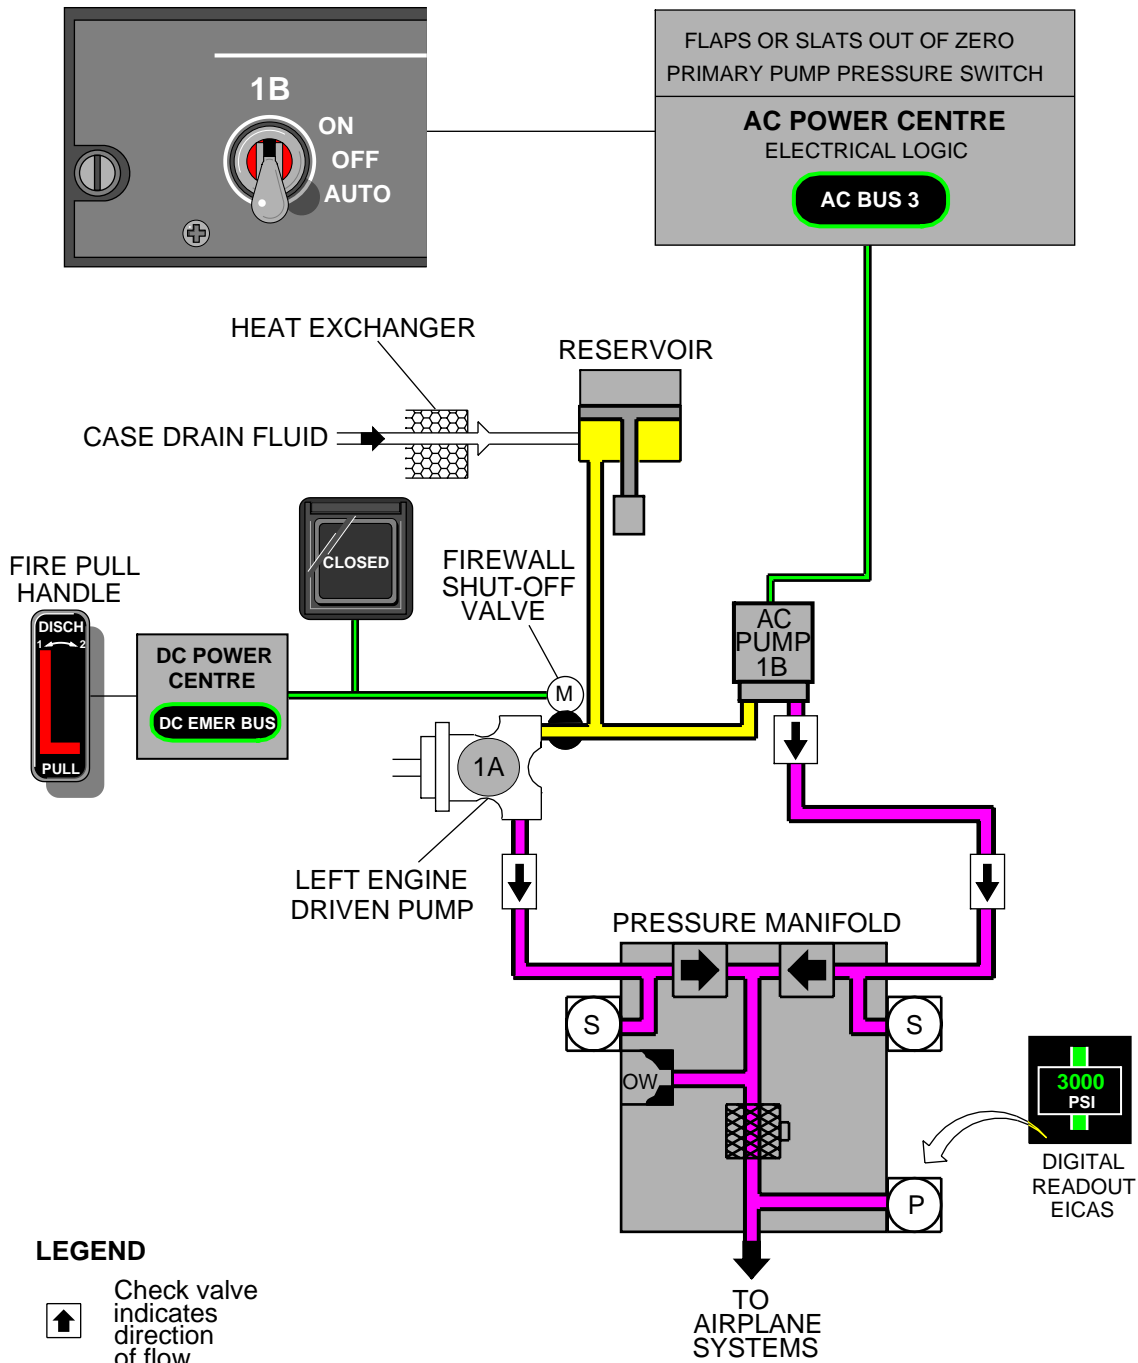 FLAPS OR SLATS OUT OF ZERO
PRIMARY PUMP PRESSURE SWITCH
1B
ON
OFF
AUTO
AC POWER CENTRE
ELECTRICAL LOGIC
AC BUS 3
HEAT EXCHANGER
RESERVOIR
CASE DRAIN FLUID
CLOSED
FIREWALL
SHUT-OFF
VALVE
FIRE PULL
HANDLE
DISCH
1 2
PULL
DC POWER
CENTRE
DC EMER BUS
M
AC
PUMP
1B
1A
LEFT ENGINE
DRIVEN PUMP
PRESSURE MANIFOLD
S
S
OW
3000
PSI
P
DIGITAL
READOUT
EICAS
LEGEND
Check valve
indicates
direction
of flow
TO
AIRPLANE
SYSTEMS